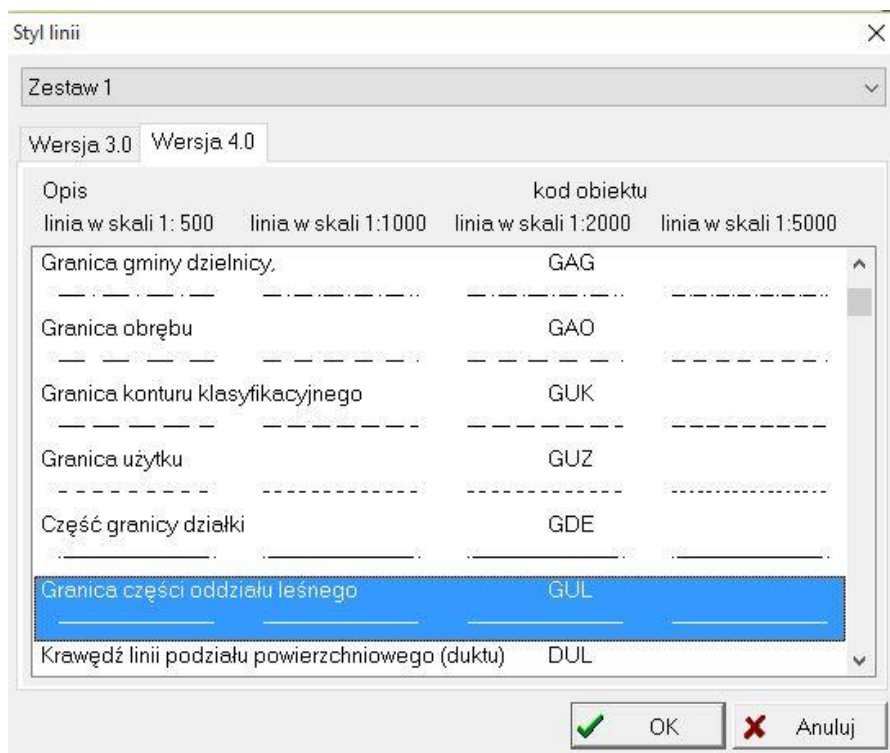 Styl linii
Zestaw 1
Wersja 3.0 Wersja 4.0
Opis kod obiektu
linia w skali 1: 500 linia w skali 1:1000 linia w skali 1:2000 linia w skali 1:5000
Granica gminy dzielnicy, GAG
Granica obrębu GAO
Granica konturu klasyfikacyjnego GUK
Granica użytku GUZ
Część granicy działki GDE
Granica części oddziału leśnego GUL
Krawędź linii podziału powierzchniowego (duktu) DUL
OK Anuluj